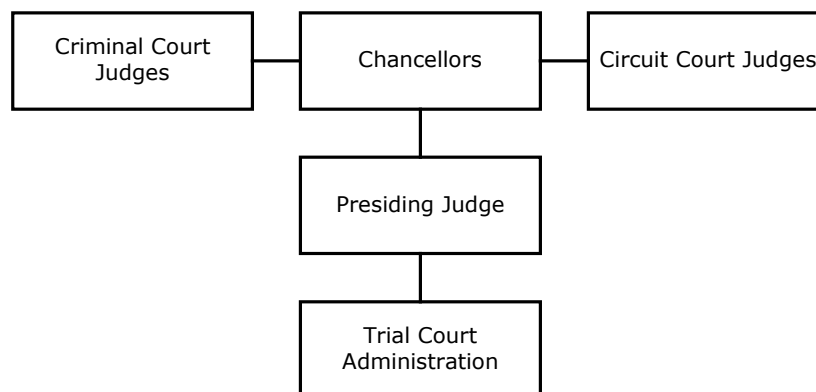 Criminal Court
Judges
Chancellors
Circuit Court Judges
Presiding Judge
Trial Court
Administration